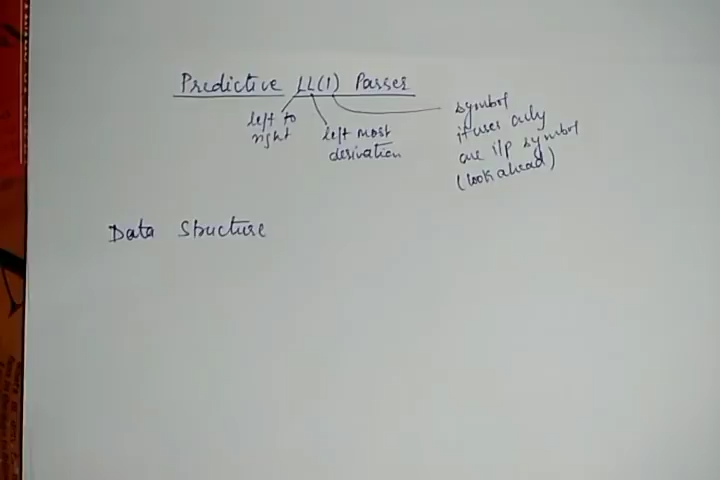 Predictive LL(1) Parser
left to
right
left most
derivation
symbol
it uses only
one i/p symbol
(look ahead)
Data Structure